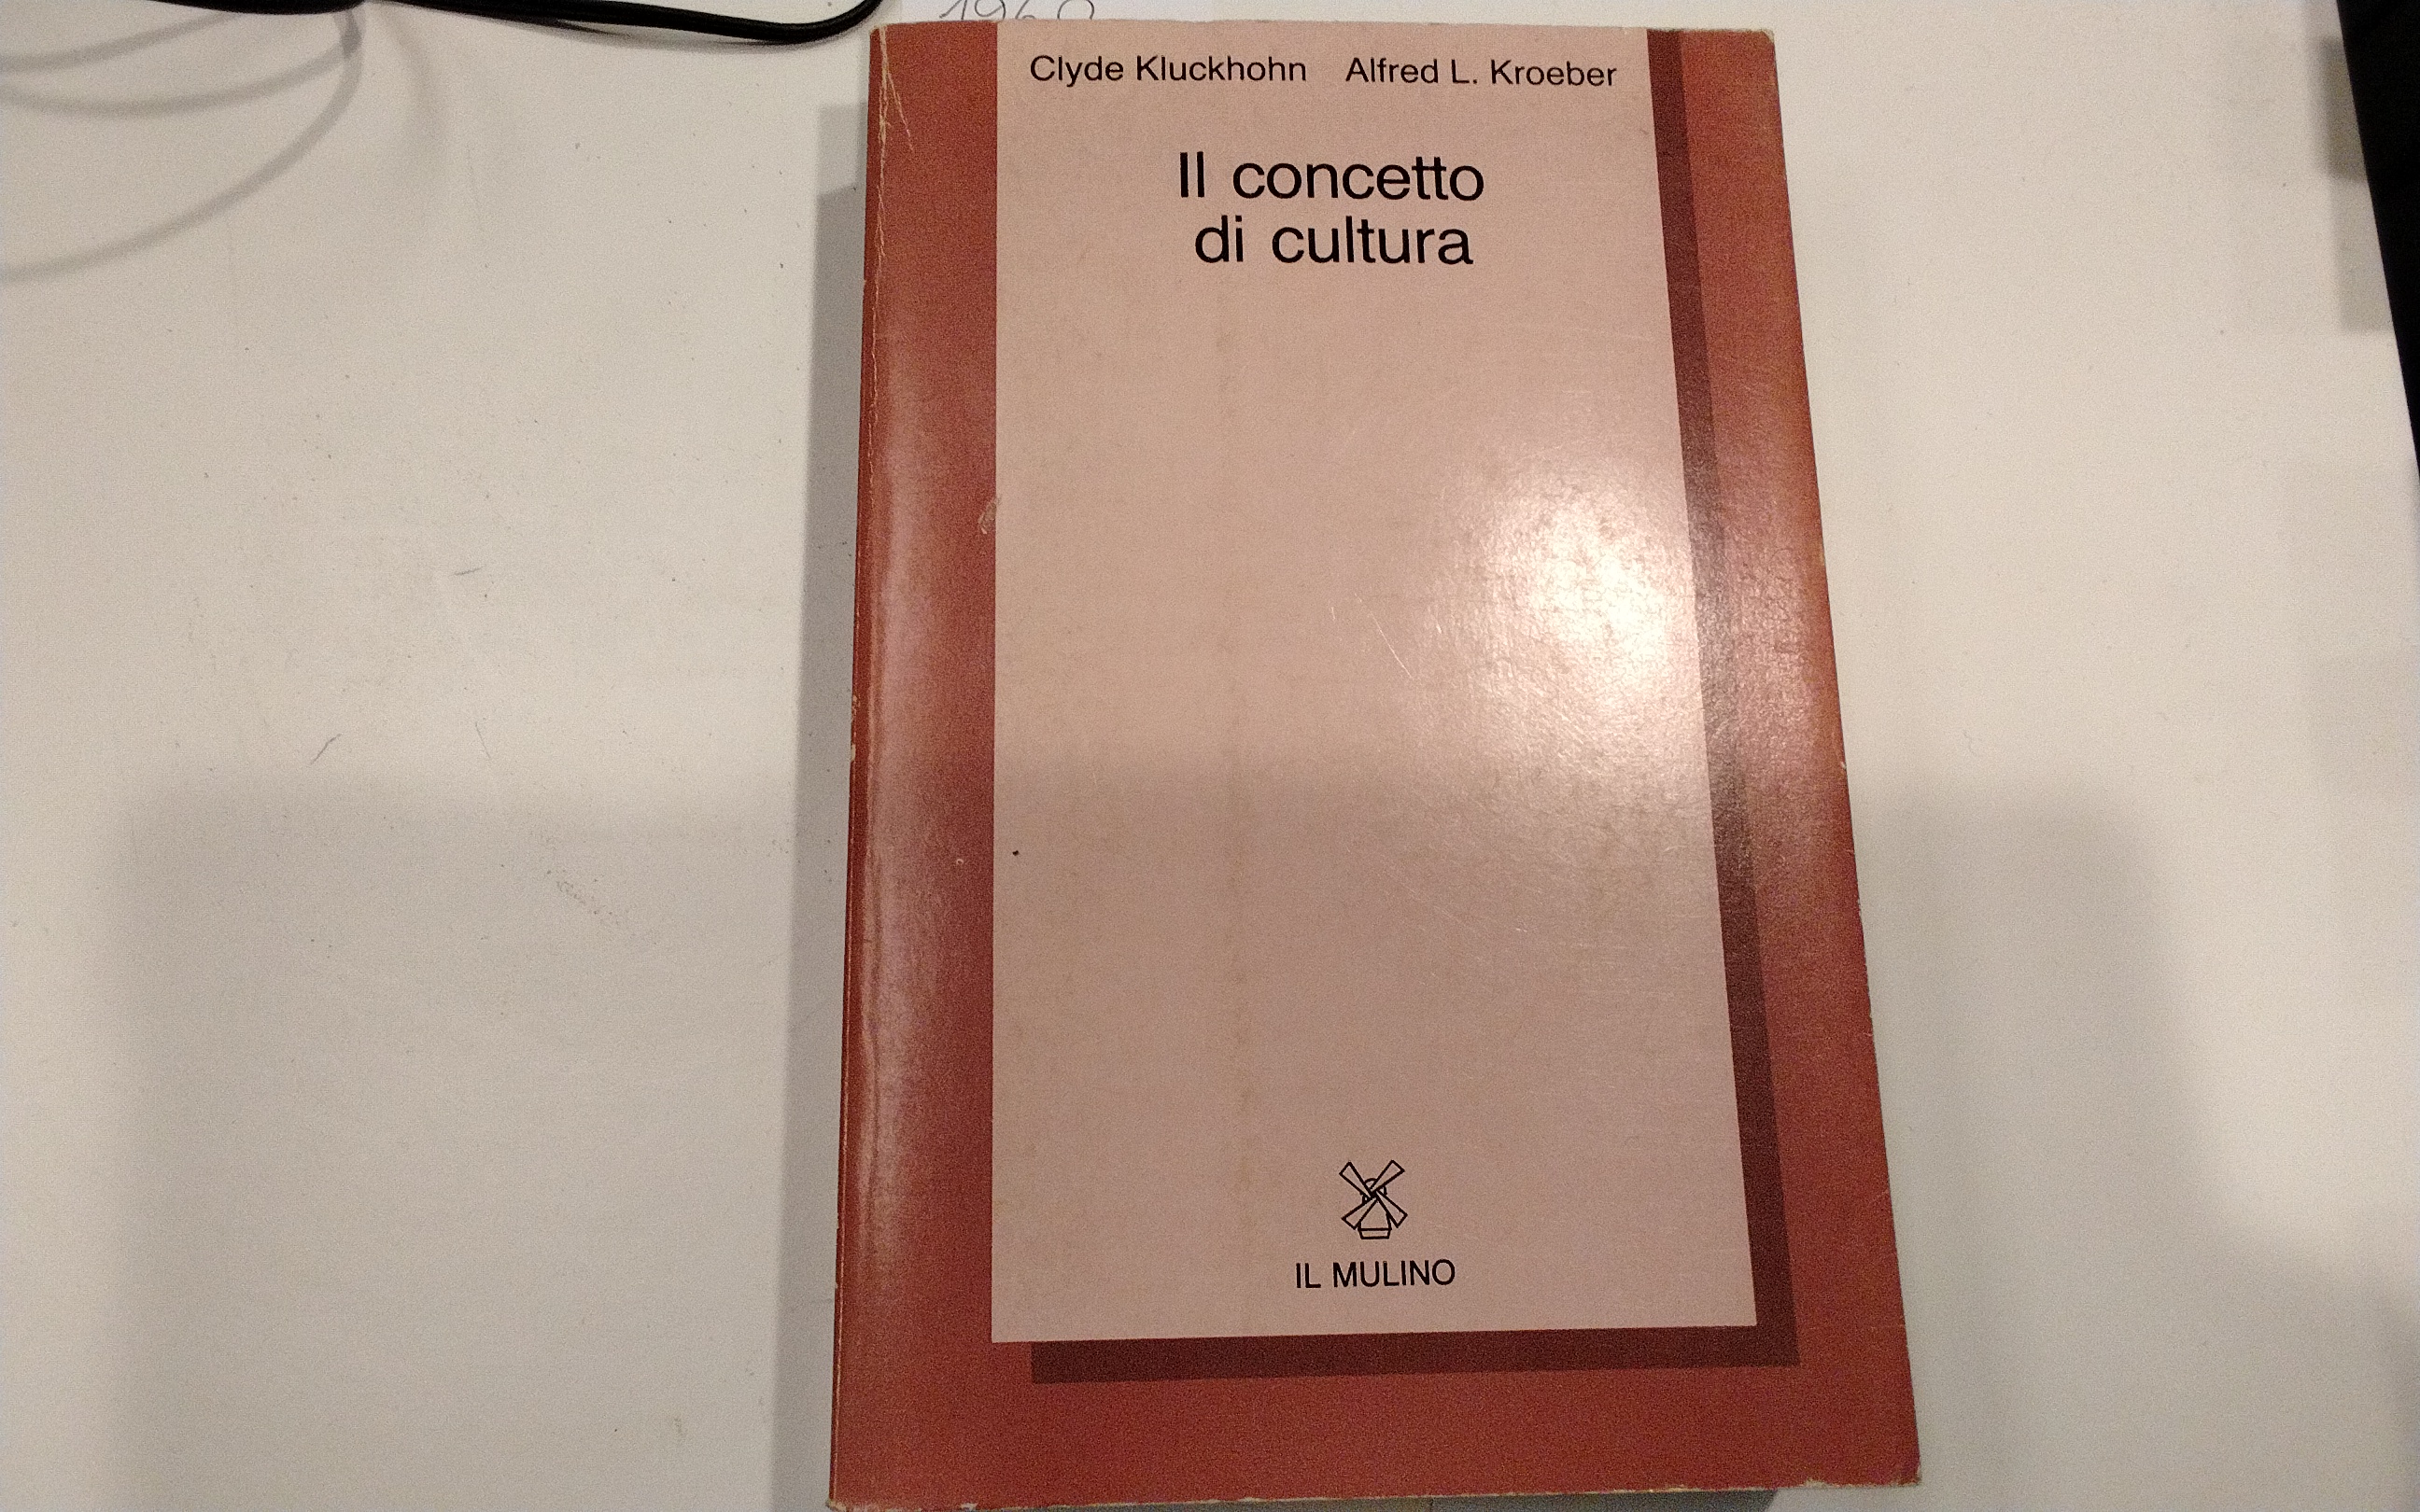 Clyde Kluckhohn Alfred L. Kroeber
Il concetto
di cultura
IL MULINO